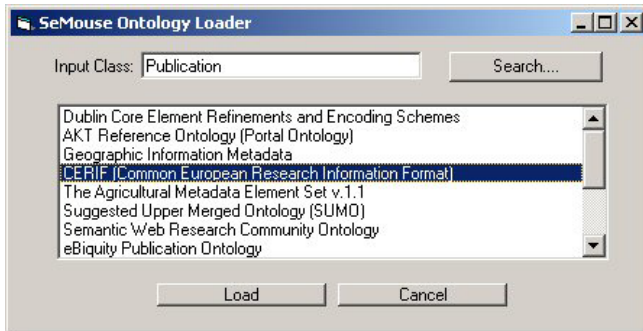 SeMouse Ontology Loader
Input Class: Publication Search....
Dublin Core Element Refinements and Encoding Schemes
AKT Reference Ontology (Portal Ontology)
Geographic Information Metadata
CERIF (Common European Research Information Format)
The Agricultural Metadata Element Set v.1.1
Suggested Upper Merged Ontology (SUMO)
Semantic Web Research Community Ontology
eBiquity Publication Ontology
Load Cancel